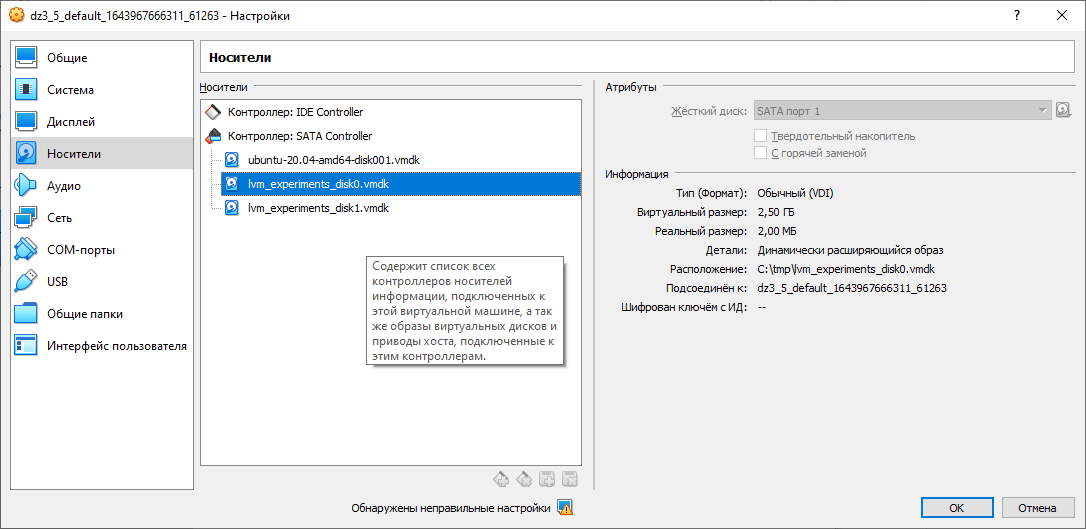 dz3_5_default_1643967666311_61263 - Настройки
?
Общие
Система
Дисплей
Носители
Аудио
Сеть
COM-порты
USB
Общие папки
Интерфейс пользователя
Носители
Носители
Контроллер: IDE Controller
Контроллер: SATA Controller
ubuntu-20.04-amd64-disk001.vmdk
lvm_experiments_disk0.vmdk
lvm_experiments_disk1.vmdk
Содержит список всех
контроллеров носителей
информации, подключенных к
этой виртуальной машине, а так
же образы виртуальных дисков и
приводы хоста, подключенные к
этим контроллерам.
Атрибуты
Жёсткий диск: SATA порт 1
Твердотельный накопитель
С горячей заменой
Информация
Тип (Формат): Обычный (VDI)
Виртуальный размер: 2,50 ГБ
Реальный размер: 2,00 МБ
Детали: Динамически расширяющийся образ
Расположение: C:\tmp\lvm_experiments_disk0.vmdk
Подсоединён к: dz3_5_default_1643967666311_61263
Шифрован ключём с ИД: --
Обнаружены неправильные настройки
OK
Отмена